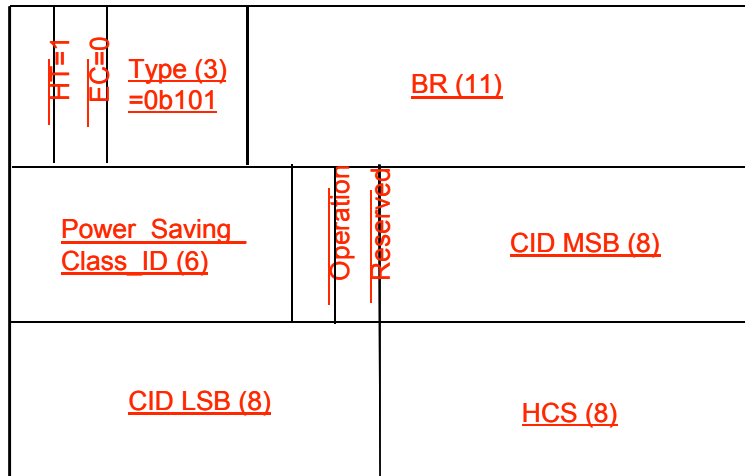 HT=1
EC=0
Type (3)
=0b101
BR (11)
Power_Saving_
Class_ID (6)
Operation
Reserved
CID MSB (8)
CID LSB (8)
HCS (8)